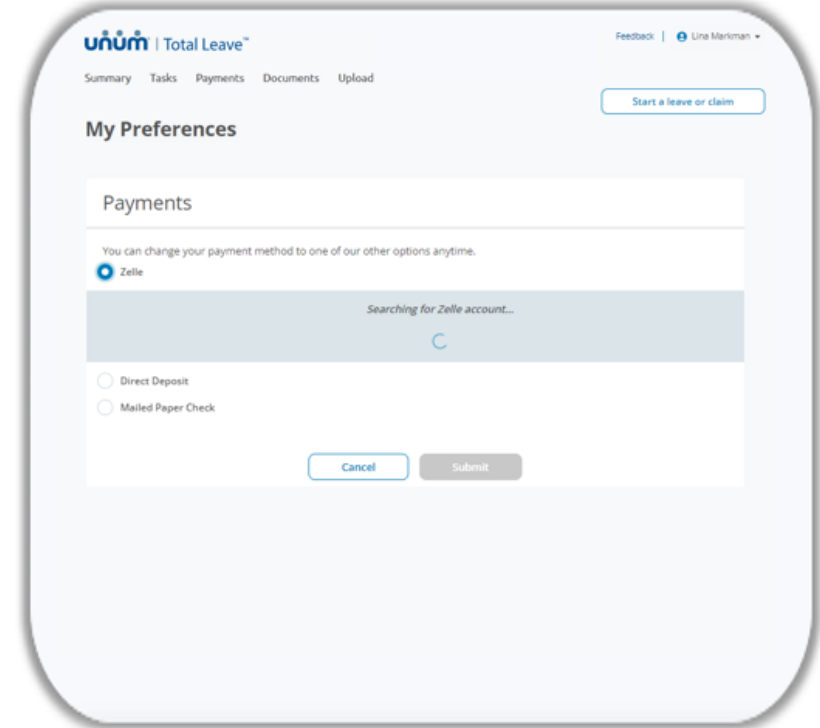 unum | Total Leave™
Feedback | Lina Markman
Summary Tasks Payments Documents Upload
Start a leave or claim
My Preferences
Payments
You can change your payment method to one of our other options anytime.
Zelle
Searching for Zelle account...
Direct Deposit
Mailed Paper Check
Cancel Submit